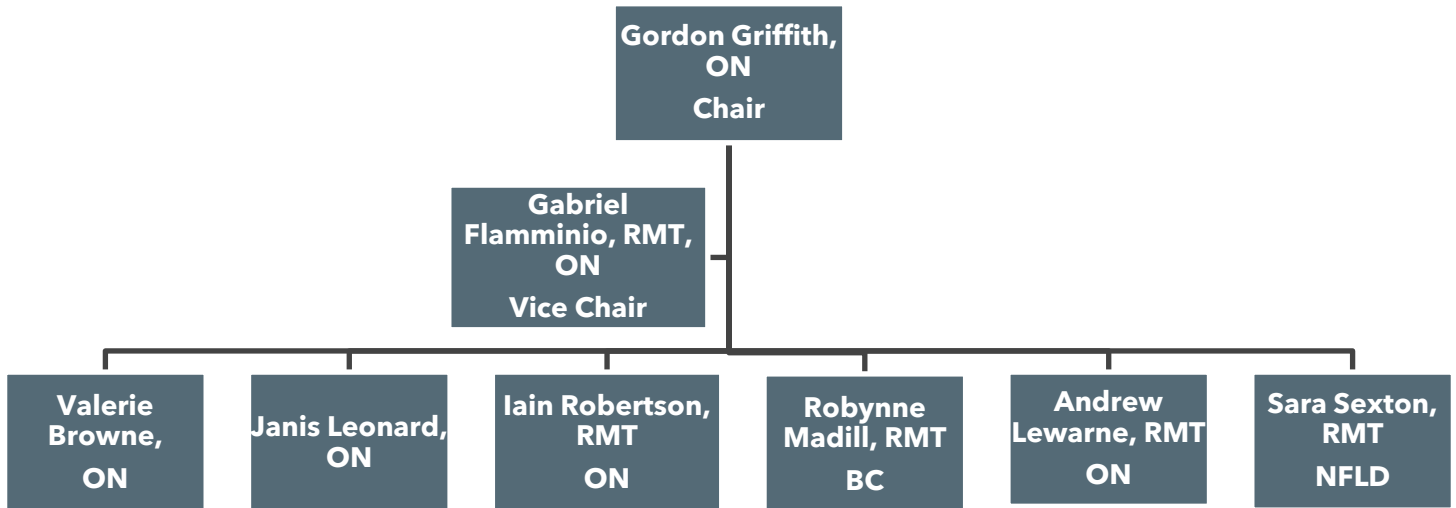 Gordon Griffith,
ON
Chair
Gabriel
Flamminio, RMT,
ON
Vice Chair
Valerie
Browne,
ON
Janis Leonard,
ON
Iain Robertson,
RMT
ON
Robynne
Madill, RMT
BC
Andrew
Lewarne, RMT
ON
Sara Sexton,
RMT
NFLD